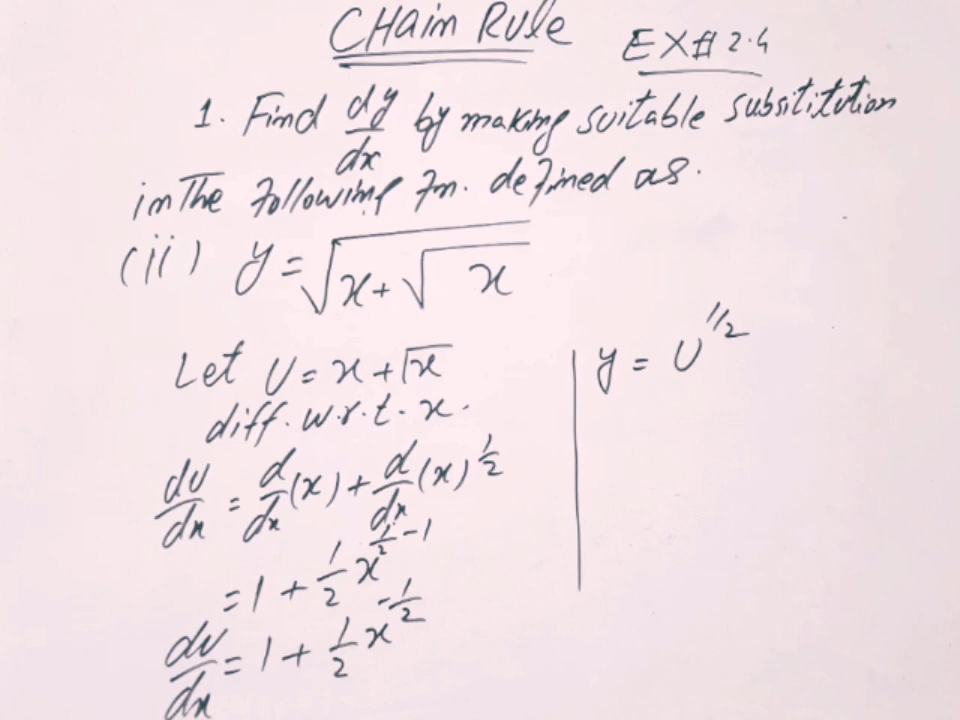 CHain Rule
EX# 2.4
1. Find dy/dx by making suitable subsititution
in The following fn. defined as.
(ii) y = √(x + √x)
Let U = x + √x
diff. w.r.t. x.
dU/dx = d/dx (x) + d/dx (x)^1/2
= 1 + 1/2 x^(1/2 - 1)
dU/dx = 1 + 1/2 x^(-1/2)
y = U^1/2